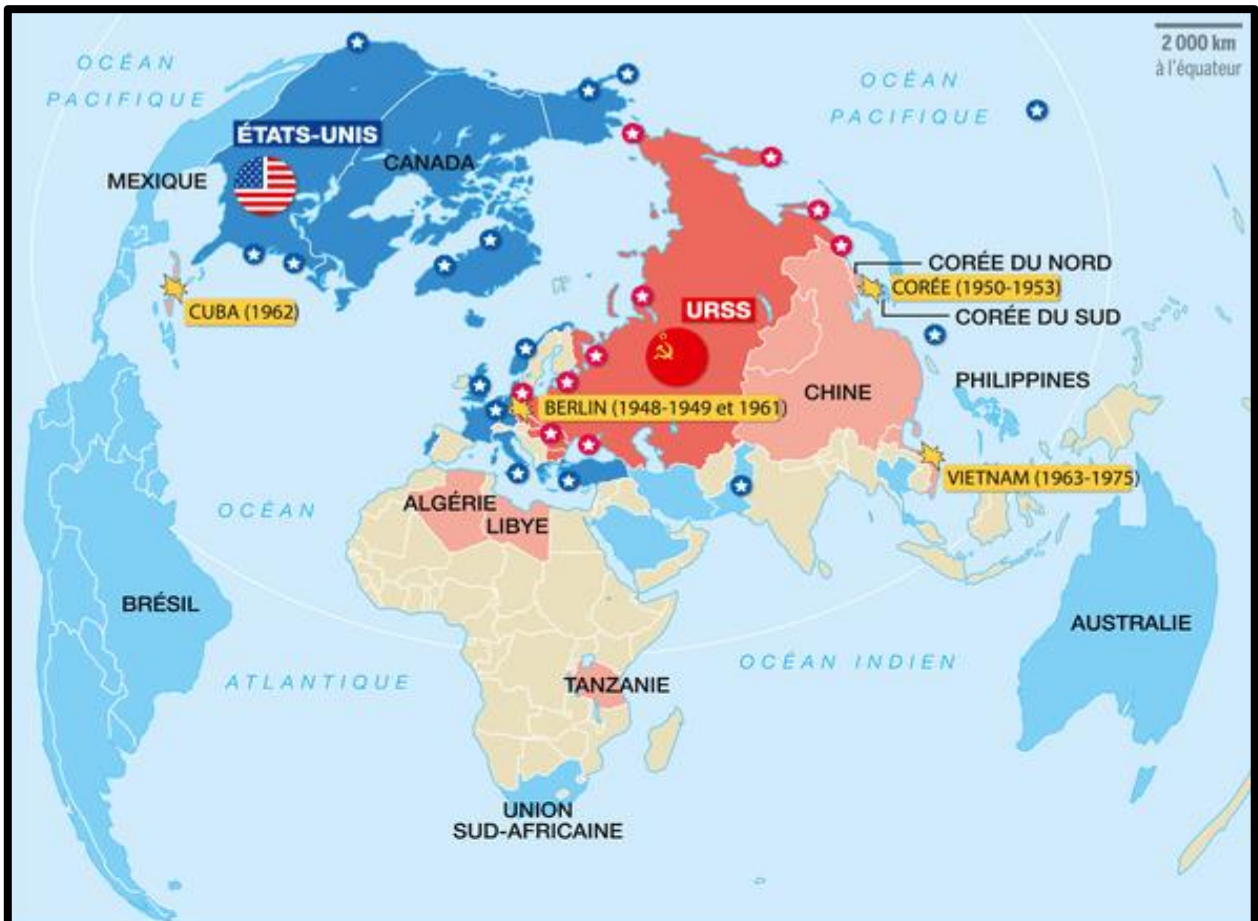 2 000 km
à l'équateur
OCÉAN
PACIFIQUE
OCÉAN
PACIFIQUE
ÉTATS-UNIS
CANADA
MEXIQUE
CORÉE DU NORD
CORÉE (1950-1953)
CORÉE DU SUD
CUBA (1962)
URSS
PHILIPPINES
CHINE
BERLIN (1948-1949 et 1961)
VIETNAM (1963-1975)
ALGÉRIE
LIBYE
OCÉAN
ATLANTIQUE
BRÉSIL
AUSTRALIE
OCÉAN INDIEN
TANZANIE
UNION
SUD-AFRICAINE